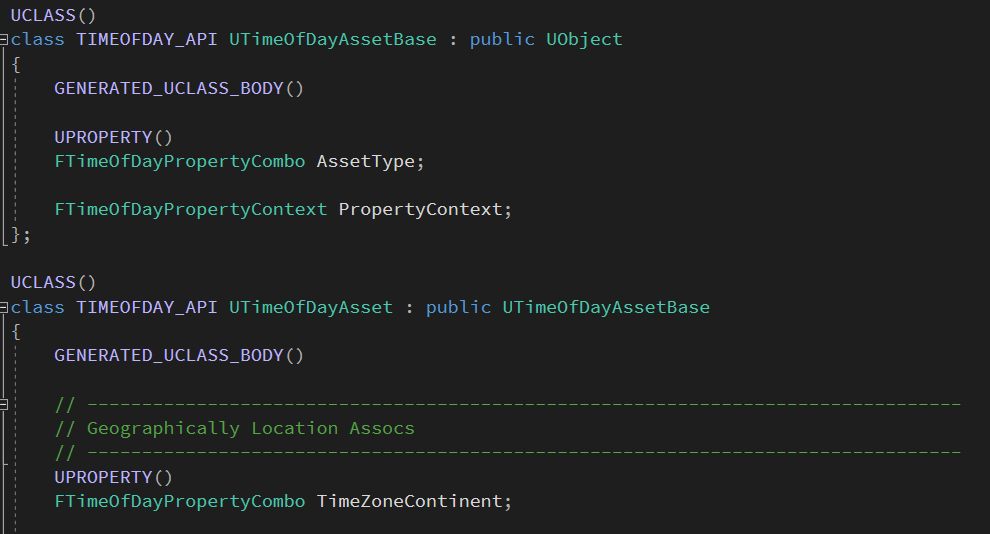 UCLASS()
class TIMEOFDAY_API UTimeOfDayAssetBase : public UObject
{
GENERATED_UCLASS_BODY()
UPROPERTY()
FTimeOfDayPropertyCombo AssetType;
FTimeOfDayPropertyContext PropertyContext;
};
UCLASS()
class TIMEOFDAY_API UTimeOfDayAsset : public UTimeOfDayAssetBase
{
GENERATED_UCLASS_BODY()
// --------------------------------------------------------------------------------
// Geographically Location Assocs
// --------------------------------------------------------------------------------
UPROPERTY()
FTimeOfDayPropertyCombo TimeZoneContinent;